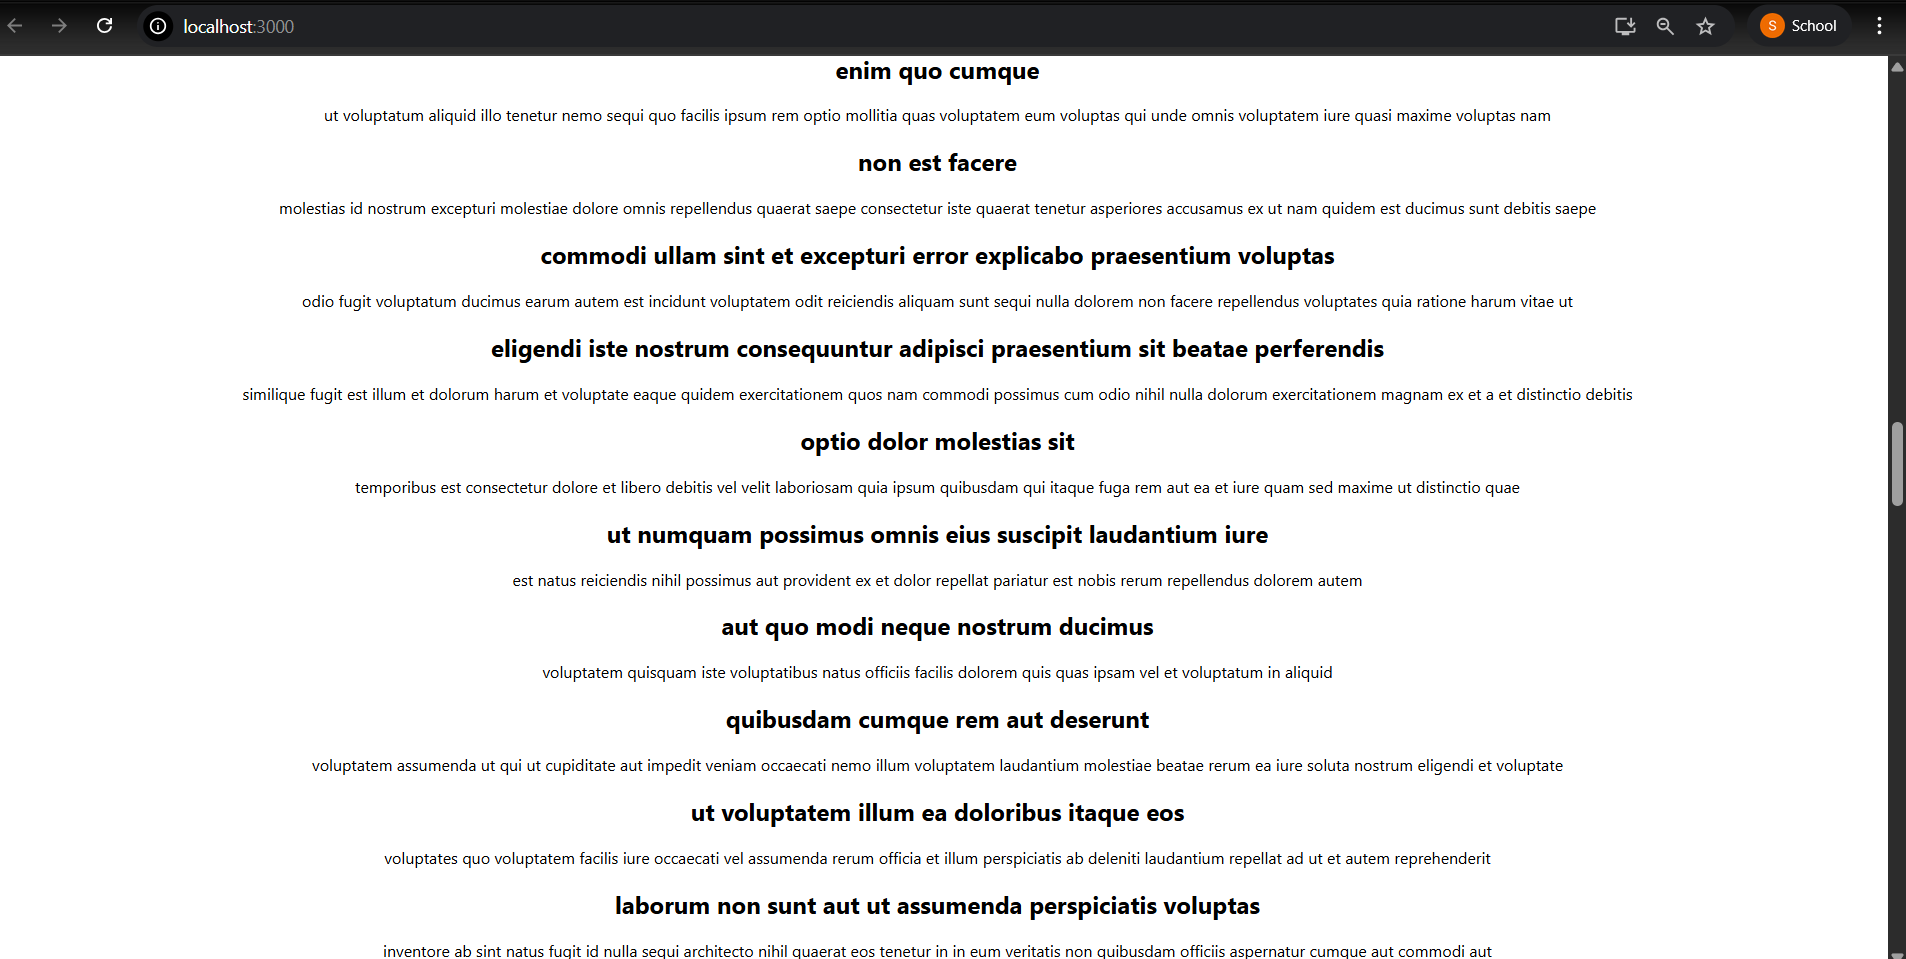 localhost:3000
S School
enim quo cumque
ut voluptatum aliquid illo tenetur nemo sequi quo facilis ipsum rem optio mollitia quas voluptatem eum voluptas qui unde omnis voluptatem iure quasi maxime voluptas nam
non est facere
molestias id nostrum excepturi molestiae dolore omnis repellendus quaerat saepe consectetur iste quaerat tenetur asperiores accusamus ex ut nam quidem est ducimus sunt debitis saepe
commodi ullam sint et excepturi error explicabo praesentium voluptas
odio fugit voluptatum ducimus earum autem est incidunt voluptatem odit reiciendis aliquam sunt sequi nulla dolorem non facere repellendus voluptates quia ratione harum vitae ut
eligendi iste nostrum consequuntur adipisci praesentium sit beatae perferendis
similique fugit est illum et dolorum harum et voluptate eaque quidem exercitationem quos nam commodi possimus cum odio nihil nulla dolorum exercitationem magnam ex et a et distinctio debitis
optio dolor molestias sit
temporibus est consectetur dolore et libero debitis vel velit laboriosam quia ipsum quibusdam qui itaque fuga rem aut ea et iure quam sed maxime ut distinctio quae
ut numquam possimus omnis eius suscipit laudantium iure
est natus reiciendis nihil possimus aut provident ex et dolor repellat pariatur est nobis rerum repellendus dolorem autem
aut quo modi neque nostrum ducimus
voluptatem quisquam iste voluptatibus natus officiis facilis dolorem quis quas ipsam vel et voluptatum in aliquid
quibusdam cumque rem aut deserunt
voluptatem assumenda ut qui ut cupiditate aut impedit veniam occaecati nemo illum voluptatem laudantium molestiae beatae rerum ea iure soluta nostrum eligendi et voluptate
ut voluptatem illum ea doloribus itaque eos
voluptates quo voluptatem facilis iure occaecati vel assumenda rerum officia et illum perspiciatis ab deleniti laudantium repellat ad ut et autem reprehenderit
laborum non sunt aut ut assumenda perspiciatis voluptas
inventore ab sint natus fugit id nulla sequi architecto nihil quaerat eos tenetur in in eum veritatis non quibusdam officiis aspernatur cumque aut commodi aut